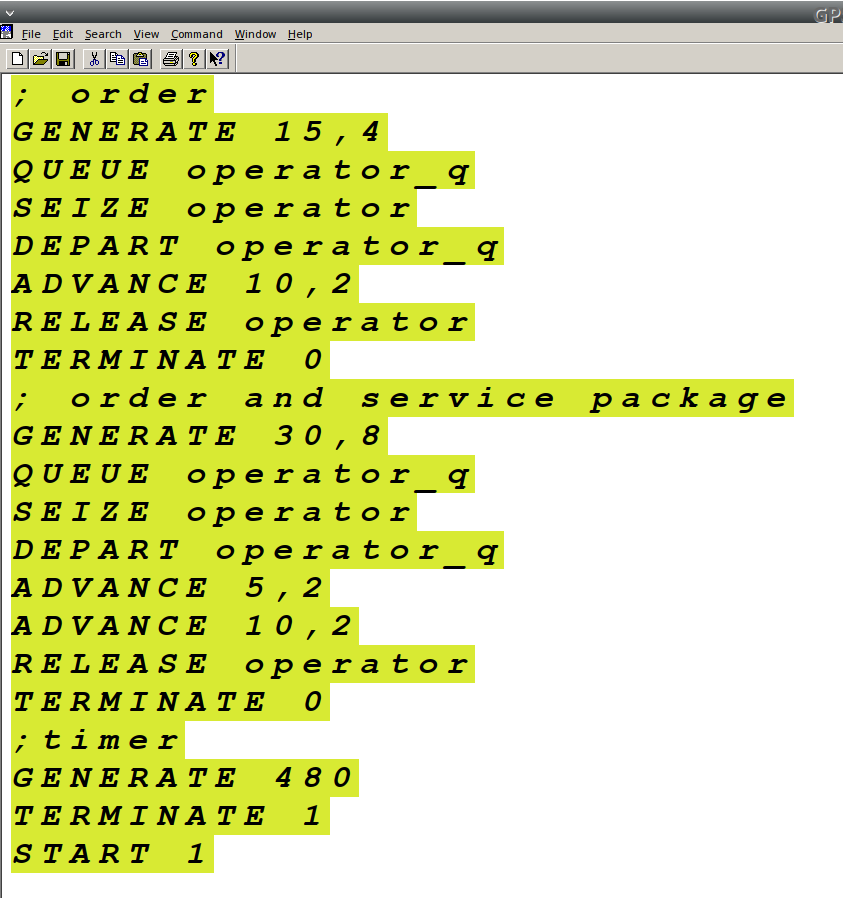 GP
File Edit Search View Command Window Help
; order
GENERATE 15,4
QUEUE operator_q
SEIZE operator
DEPART operator_q
ADVANCE 10,2
RELEASE operator
TERMINATE 0
; order and service package
GENERATE 30,8
QUEUE operator_q
SEIZE operator
DEPART operator_q
ADVANCE 5,2
ADVANCE 10,2
RELEASE operator
TERMINATE 0
;timer
GENERATE 480
TERMINATE 1
START 1